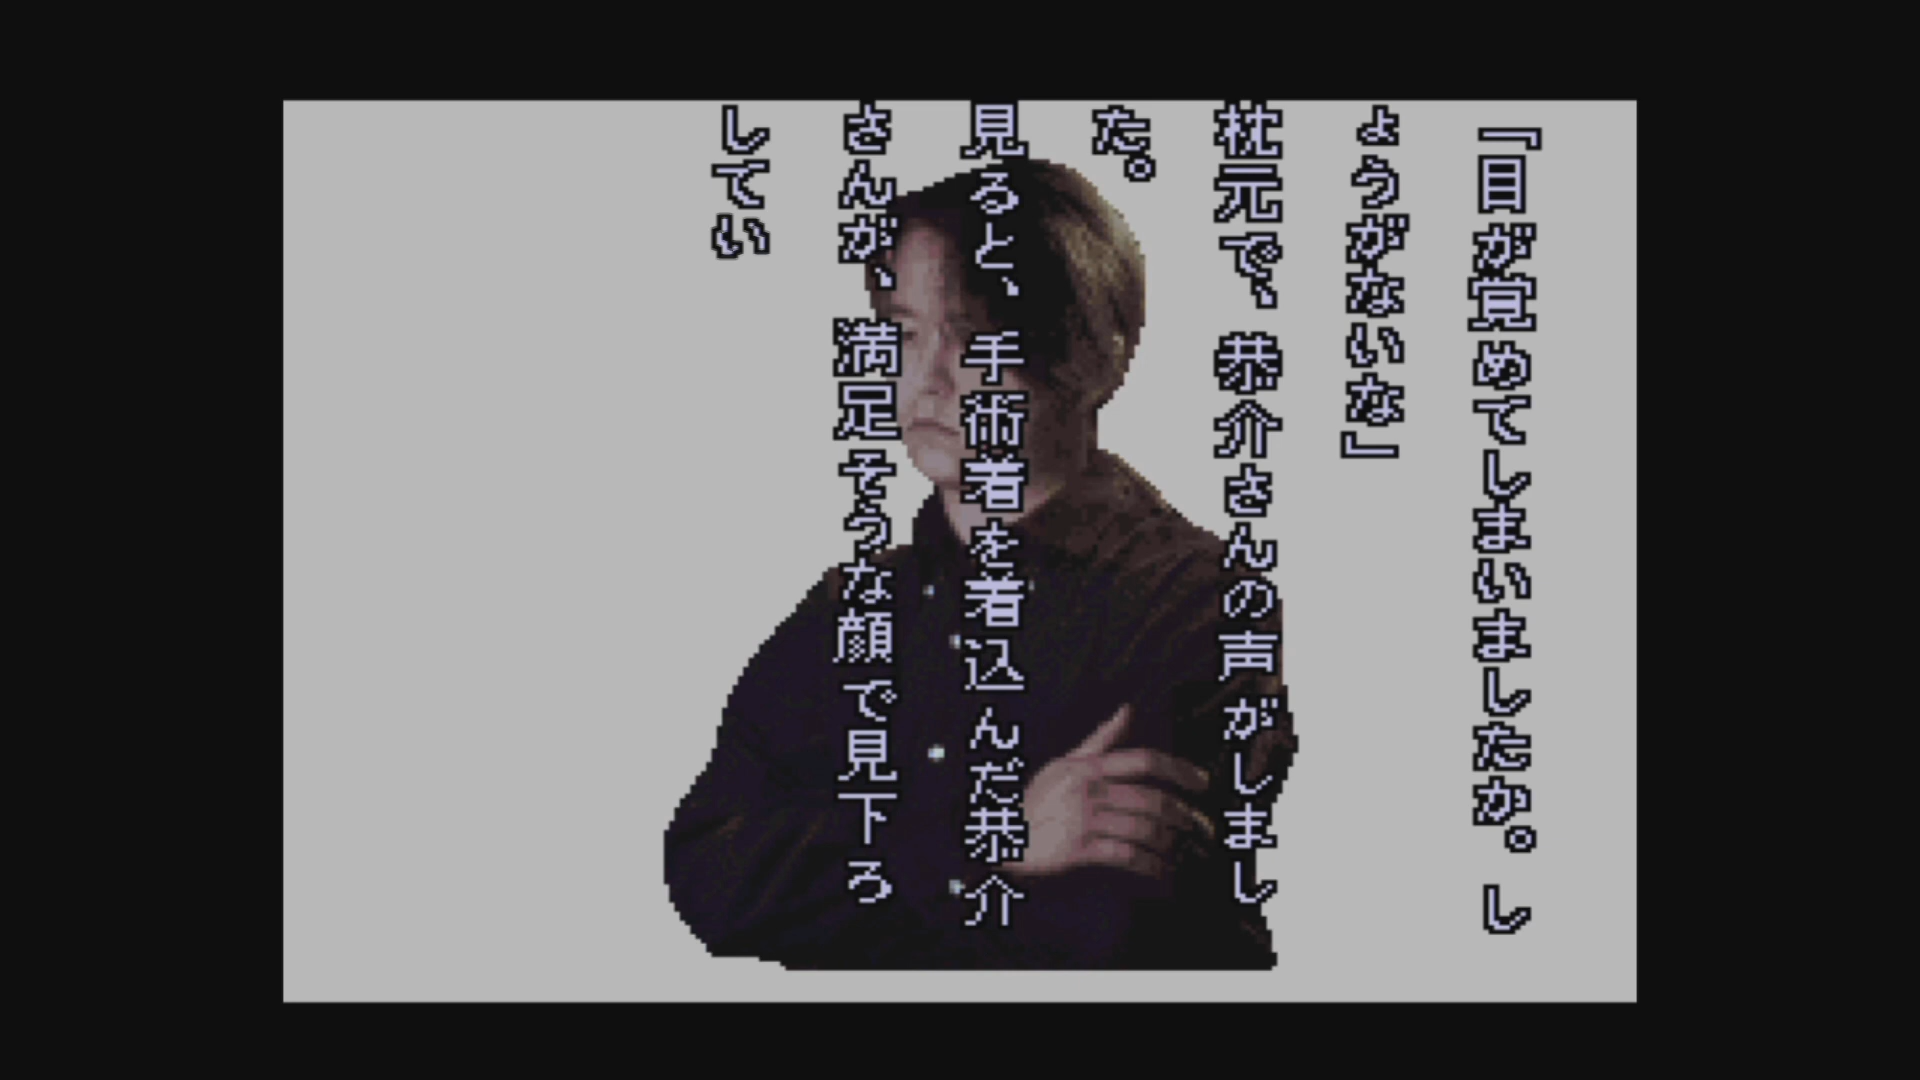 『目が覚めてしまいましたか。し
ょうがないな』
枕元で、恭介さんの声がしまし
た。
見ると、手術着を着込んだ恭介
さんが、満足そうな顔で見下ろ
してい